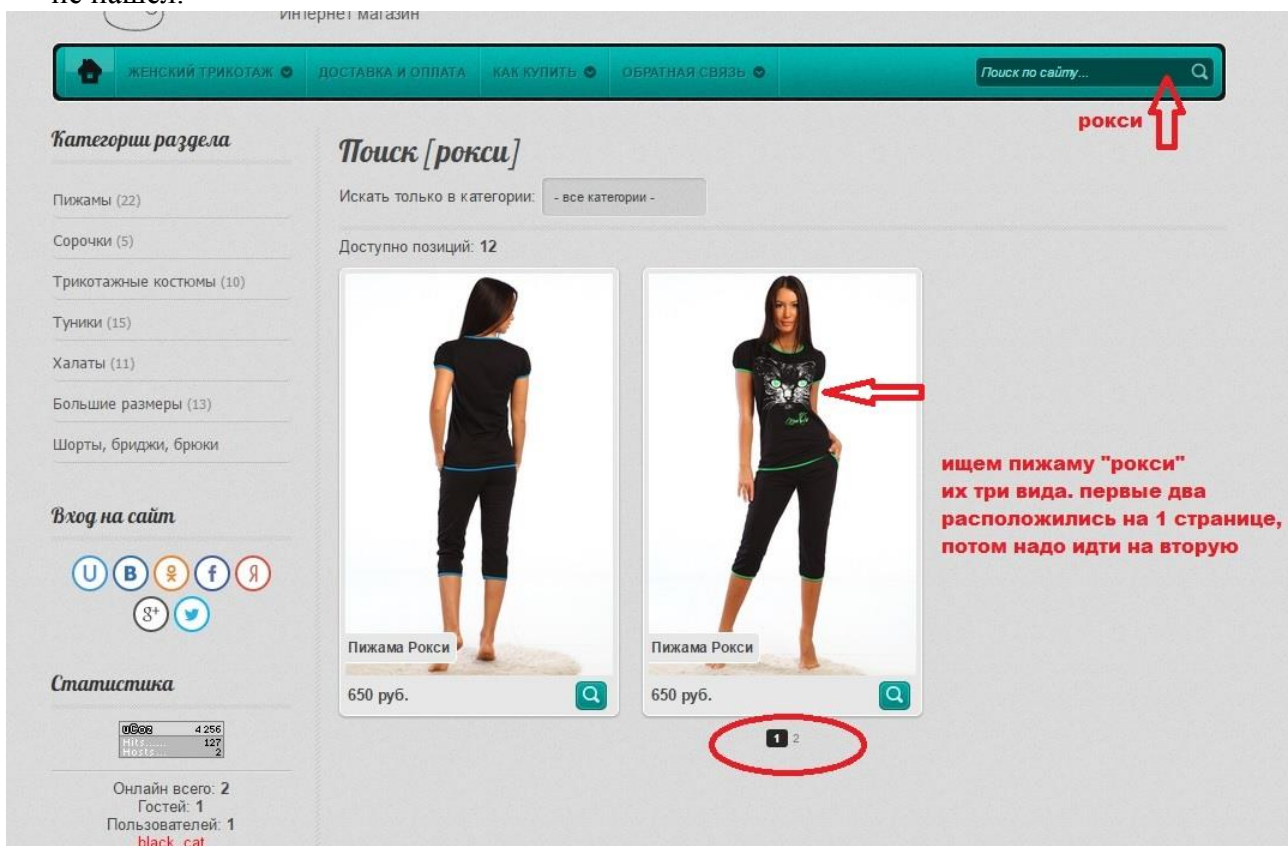 не нашел.
Интернет магазин
ЖЕНСКИЙ ТРИКОТАЖ
ДОСТАВКА И ОПЛАТА
КАК КУПИТЬ
ОБРАТНАЯ СВЯЗЬ
Поиск по сайту...
рокси
Категории раздела
Пижамы (22)
Сорочки (5)
Трикотажные костюмы (10)
Туники (15)
Халаты (11)
Большие размеры (13)
Шорты, бриджи, брюки
Вход на сайт
U В f Я
8+
Статистика
uCoz 4 256
Hits...... 127
Hosts... 2
Онлайн всего: 2
Гостей: 1
Пользователей: 1
black_cat
Поиск [рокси]
Искать только в категории: - все категории -
Доступно позиций: 12
Пижама Рокси
650 руб.
Пижама Рокси
650 руб.
1 2
ищем пижаму "рокси"
их три вида. первые два
расположились на 1 странице,
потом надо идти на вторую